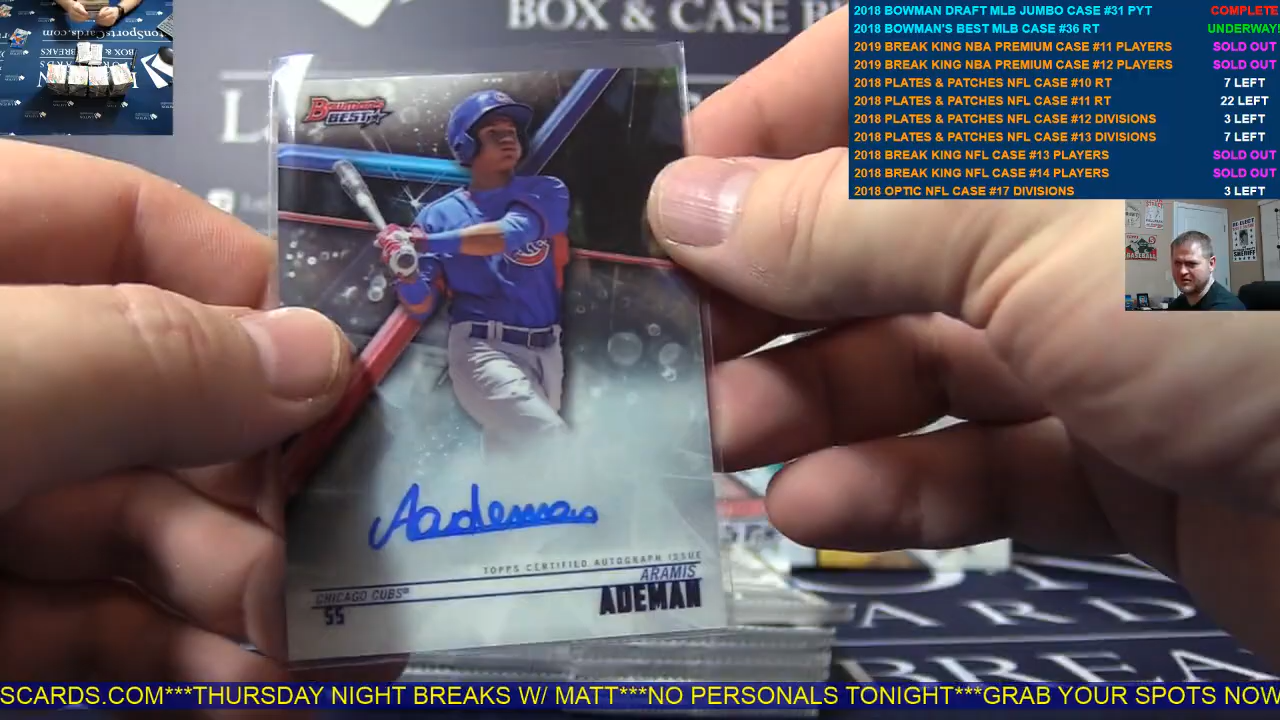 BOX & CASE
2018 BOWMAN DRAFT MLB JUMBO CASE #31 PYT COMPLETE
2018 BOWMAN'S BEST MLB CASE #36 RT UNDERWAY!
2019 BREAK KING NBA PREMIUM CASE #11 PLAYERS SOLD OUT
2019 BREAK KING NBA PREMIUM CASE #12 PLAYERS SOLD OUT
2018 PLATES & PATCHES NFL CASE #10 RT 7 LEFT
2018 PLATES & PATCHES NFL CASE #11 RT 22 LEFT
2018 PLATES & PATCHES NFL CASE #12 DIVISIONS 3 LEFT
2018 PLATES & PATCHES NFL CASE #13 DIVISIONS 7 LEFT
2018 BREAK KING NFL CASE #13 PLAYERS SOLD OUT
2018 BREAK KING NFL CASE #14 PLAYERS SOLD OUT
2018 OPTIC NFL CASE #17 DIVISIONS 3 LEFT
Bowman's
BEST
Aademan
TOPPS CERTIFIED AUTOGRAPH ISSUE
ARAMIS
CHICAGO CUBS
ADEMAN
SS
BASEBALL
SCARDS.COM***THURSDAY NIGHT BREAKS W/ MATT***NO PERSONALS TONIGHT***GRAB YOUR SPOTS NOW